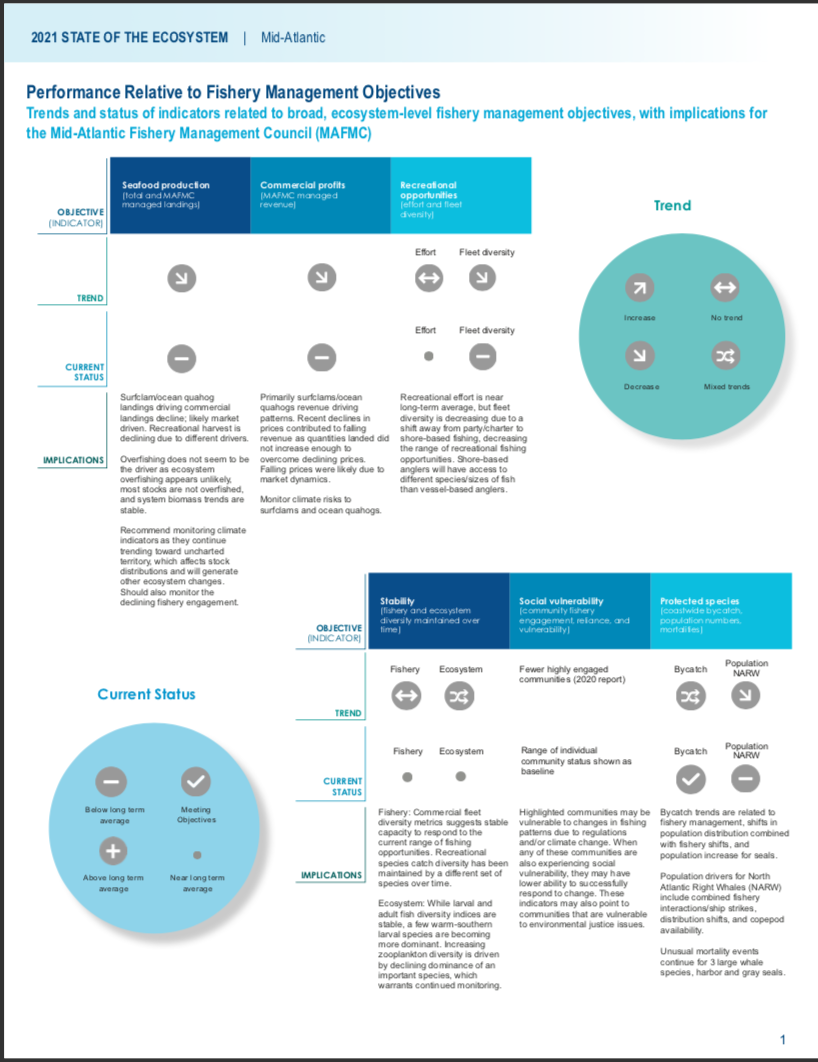 2021 STATE OF THE ECOSYSTEM | Mid-Atlantic
Performance Relative to Fishery Management Objectives
Trends and status of indicators related to broad, ecosystem-level fishery management objectives, with implications for
the Mid-Atlantic Fishery Management Council (MAFMC)
OBJECTIVE
(INDICATOR)
Seafood production
(total and MAFMC
managed landings)
Commercial profits
(MAFMC managed
revenue)
Recreational
opportunities
(effort and fleet
diversity)
TREND
Effort
Fleet diversity
CURRENT
STATUS
Effort
Fleet diversity
IMPLICATIONS
Surfclam/ocean quahog
landings driving commercial
landings decline; likely market
driven. Recreational harvest is
declining due to different drivers.
Overfishing does not seem to be
the driver as ecosystem
overfishing appears unlikely,
most stocks are not overfished,
and system biomass trends are
stable.
Recommend monitoring climate
indicators as they continue
trending toward uncharted
territory, which affects stock
distributions and will generate
other ecosystem changes.
Should also monitor the
declining fishery engagement.
Primarily surfclams/ocean
quahogs revenue driving
patterns. Recent declines in
prices contributed to falling
revenue as quantities landed did
not increase enough to
overcome declining prices.
Falling prices were likely due to
market dynamics.
Monitor climate risks to
surfclams and ocean quahogs.
Recreational effort is near
long-term average, but fleet
diversity is decreasing due to a
shift away from party/charter to
shore-based fishing, decreasing
the range of recreational fishing
opportunities. Shore-based
anglers will have access to
different species/sizes of fish
than vessel-based anglers.
Trend
Increase
No trend
Decrease
Mixed trends
OBJECTIVE
(INDICATOR)
Stability
(fishery and ecosystem
diversity maintained over
time)
Social vulnerability
(community fishery
engagement, reliance, and
vulnerability)
Protected species
(coastwide bycatch,
population numbers,
mortalities)
TREND
Fishery
Ecosystem
Fewer highly engaged
communities (2020 report)
Bycatch
Population
NARW
CURRENT
STATUS
Fishery
Ecosystem
Range of individual
community status shown as
baseline
Bycatch
Population
NARW
IMPLICATIONS
Fishery: Commercial fleet
diversity metrics suggests stable
capacity to respond to the
current range of fishing
opportunities. Recreational
species catch diversity has been
maintained by a different set of
species over time.
Ecosystem: While larval and
adult fish diversity indices are
stable, a few warm-southern
larval species are becoming
more dominant. Increasing
zooplankton diversity is driven
by declining dominance of an
important species, which
warrants continued monitoring.
Highlighted communities may be
vulnerable to changes in fishing
patterns due to regulations
and/or climate change. When
any of these communities are
also experiencing social
vulnerability, they may have
lower ability to successfully
respond to change. These
indicators may also point to
communities that are vulnerable
to environmental justice issues.
Bycatch trends are related to
fishery management, shifts in
population distribution combined
with fishery shifts, and
population increase for seals.
Population drivers for North
Atlantic Right Whales (NARW)
include combined fishery
interactions/ship strikes,
distribution shifts, and copepod
availability.
Unusual mortality events
continue for 3 large whale
species, harbor and gray seals.
Current Status
Below long term
average
Meeting
Objectives
Above long term
average
Near long term
average
1